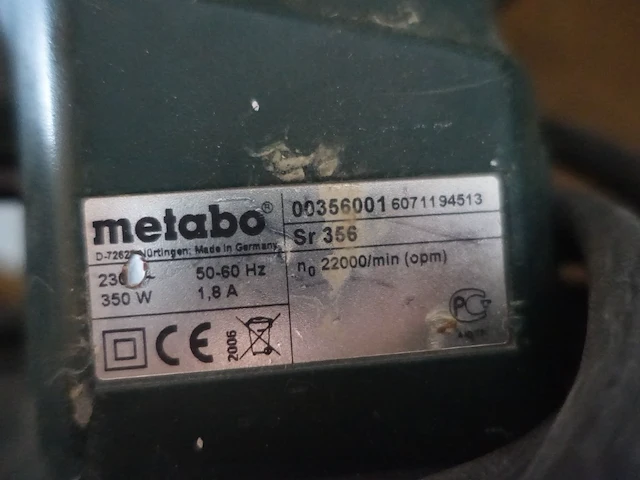 metabo®
00356001 6071194513
Sr 356
Made in Germany
50-60 Hz
350 W 1,8 A
n₀ 22000/min (opm)
CE
2006